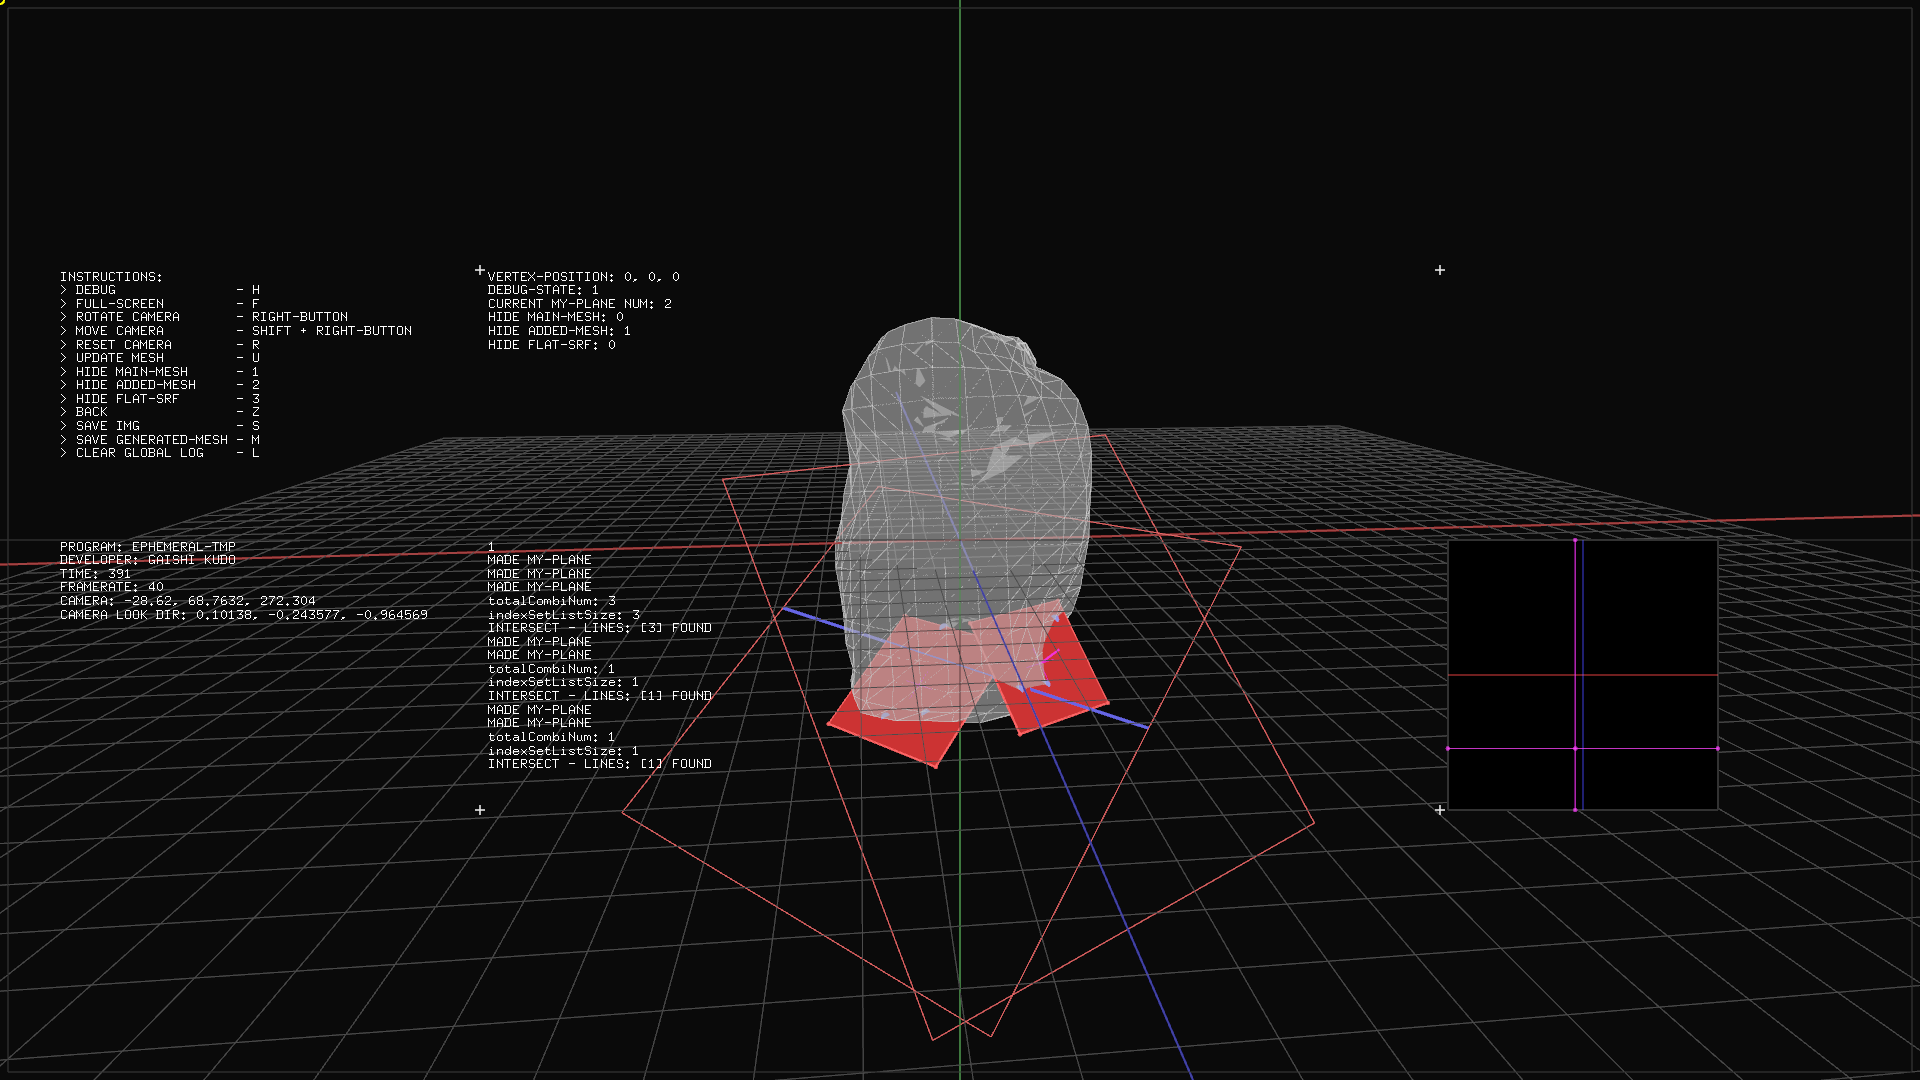 INSTRUCTIONS:
> DEBUG - H
> FULL-SCREEN - F
> ROTATE CAMERA - RIGHT-BUTTON
> MOVE CAMERA - SHIFT + RIGHT-BUTTON
> RESET CAMERA - R
> UPDATE MESH - U
> HIDE MAIN-MESH - 1
> HIDE ADDED-MESH - 2
> HIDE FLAT-SRF - 3
> BACK - Z
> SAVE IMG - S
> SAVE GENERATED-MESH - M
> CLEAR GLOBAL LOG - L
VERTEX-POSITION: 0, 0, 0
DEBUG-STATE: 1
CURRENT MY-PLANE NUM: 2
HIDE MAIN-MESH: 0
HIDE ADDED-MESH: 1
HIDE FLAT-SRF: 0
PROGRAM: EPHEMERAL-TMP
DEVELOPER: GAISHI KUDO
TIME: 391
FRAMERATE: 40
CAMERA: -28.62, 68.7632, 272.304
CAMERA LOOK DIR: 0.10138, -0.243577, -0.964569
1
MADE MY-PLANE
MADE MY-PLANE
MADE MY-PLANE
totalCombiNum: 3
indexSetListSize: 3
INTERSECT - LINES: [3] FOUND
MADE MY-PLANE
MADE MY-PLANE
totalCombiNum: 1
indexSetListSize: 1
INTERSECT - LINES: [1] FOUND
MADE MY-PLANE
MADE MY-PLANE
totalCombiNum: 1
indexSetListSize: 1
INTERSECT - LINES: [1] FOUND